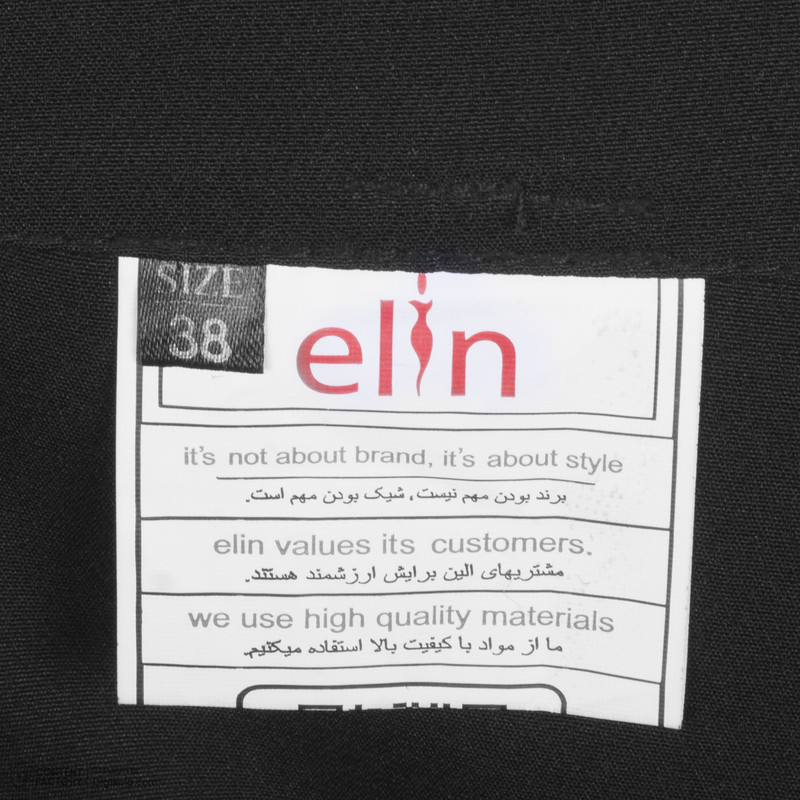 SIZE
38
elin
it's not about brand, it's about style
برند بودن مهم نیست، شیک بودن مهم است.
elin values its customers.
مشتریهای الین برایش ارزشمند هستند.
we use high quality materials
ما از مواد با کیفیت بالا استفاده میکنیم.